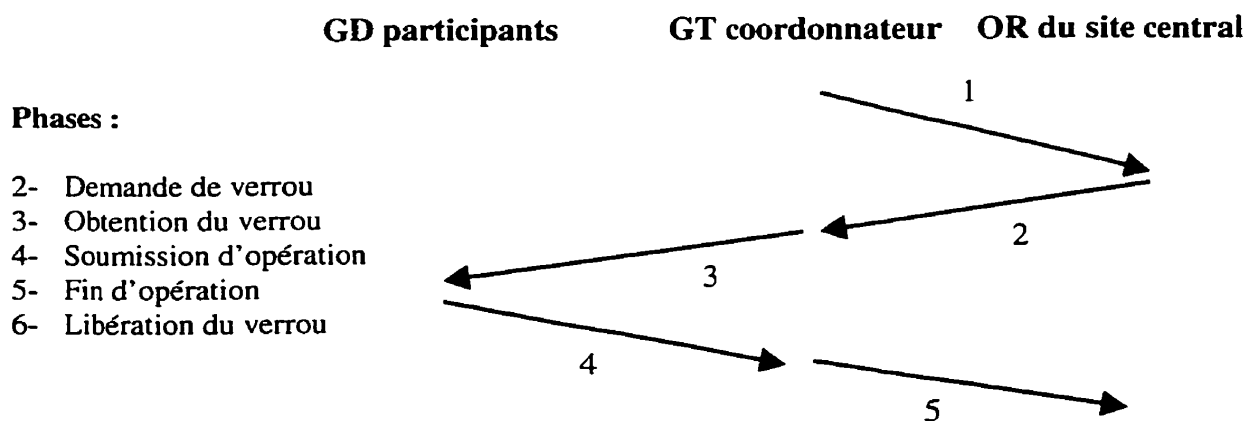 GD participants GT coordonnateur OR du site central
1
Phases :
2- Demande de verrou
3- Obtention du verrou
2
4- Soumission d'opération
3
5- Fin d'opération
6- Libération du verrou
4
5